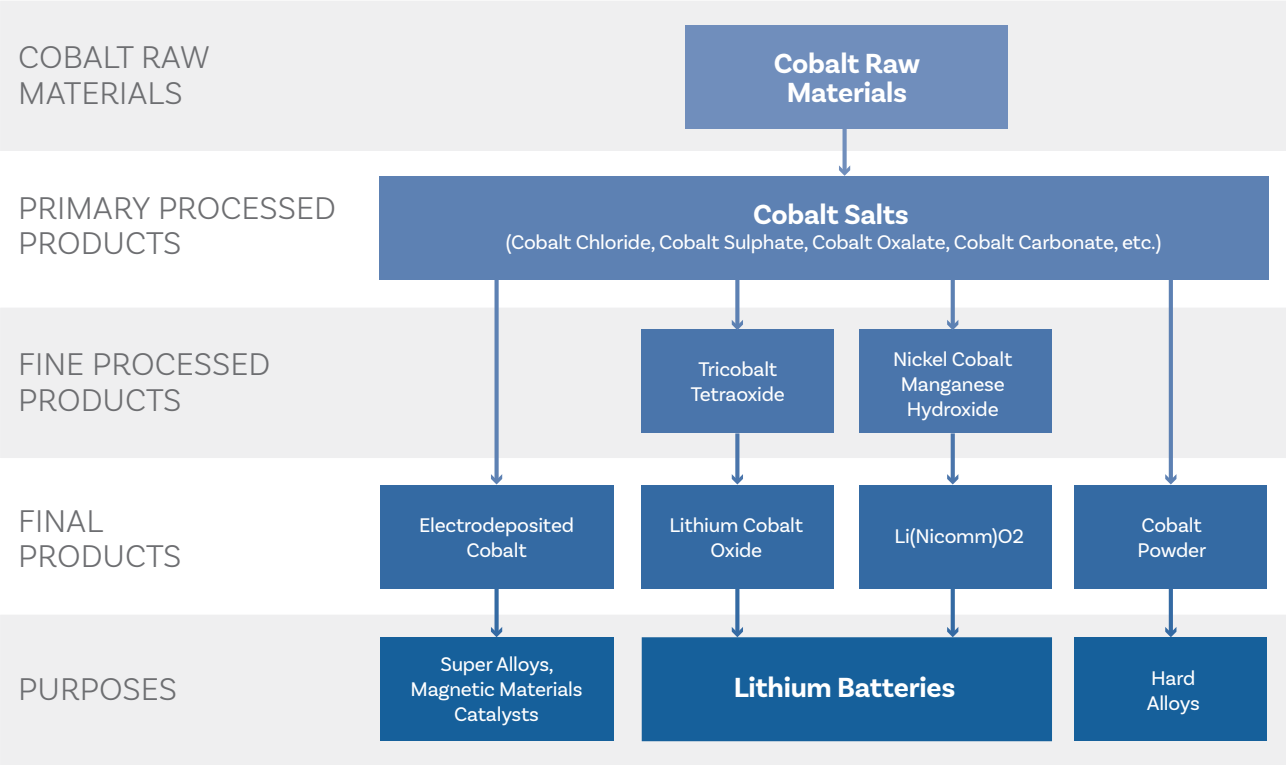 COBALT RAW
MATERIALS
Cobalt Raw
Materials
PRIMARY PROCESSED
PRODUCTS
Cobalt Salts
(Cobalt Chloride, Cobalt Sulphate, Cobalt Oxalate, Cobalt Carbonate, etc.)
FINE PROCESSED
PRODUCTS
Tricobalt
Tetraoxide
Nickel Cobalt
Manganese
Hydroxide
FINAL
PRODUCTS
Electrodeposited
Cobalt
Lithium Cobalt
Oxide
Li(Nicomm)O2
Cobalt
Powder
PURPOSES
Super Alloys,
Magnetic Materials
Catalysts
Lithium Batteries
Hard
Alloys